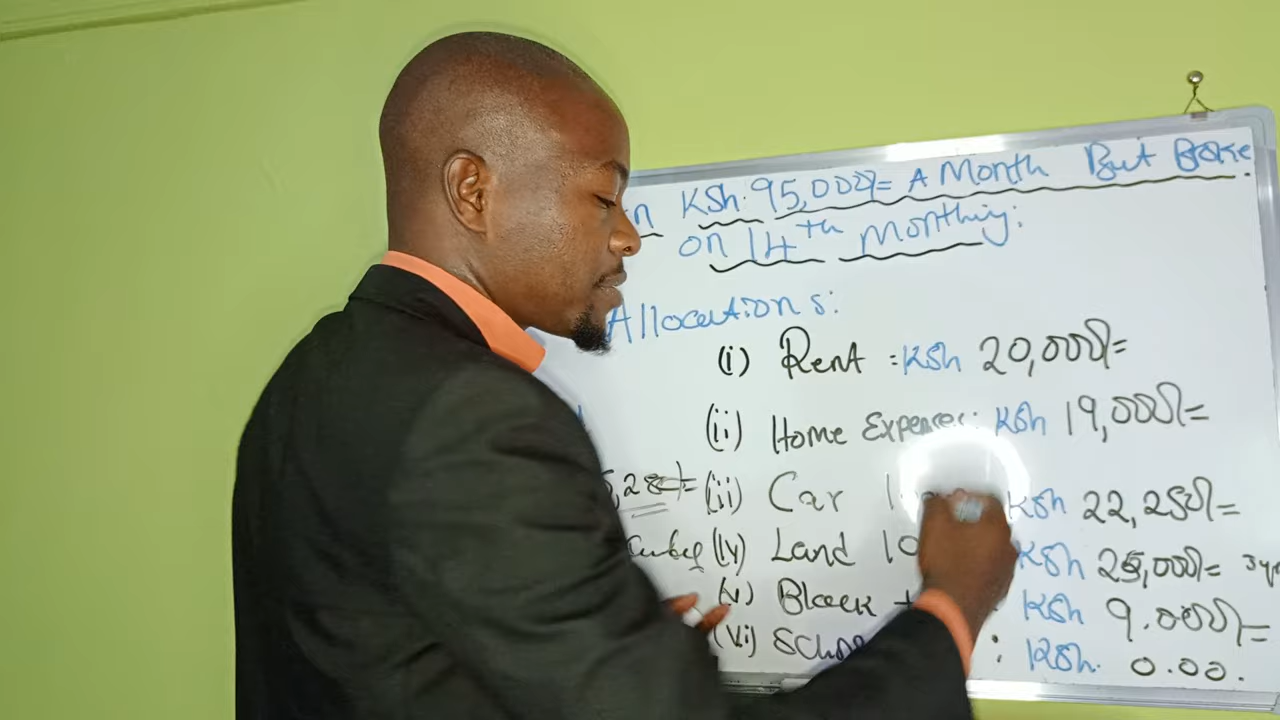 KSh: 95,000/= A Month But Broke
on 14th Monthly:
Allocations:
(i) Rent = KSh 20,000/=
(ii) Home Expenses: KSh 19,000/=
(iii) Car KSh 22,250/=
(iv) Land KSh 25,000/=
(v) Black KSh 9.000/=
(vi) : KSh. 0.00.